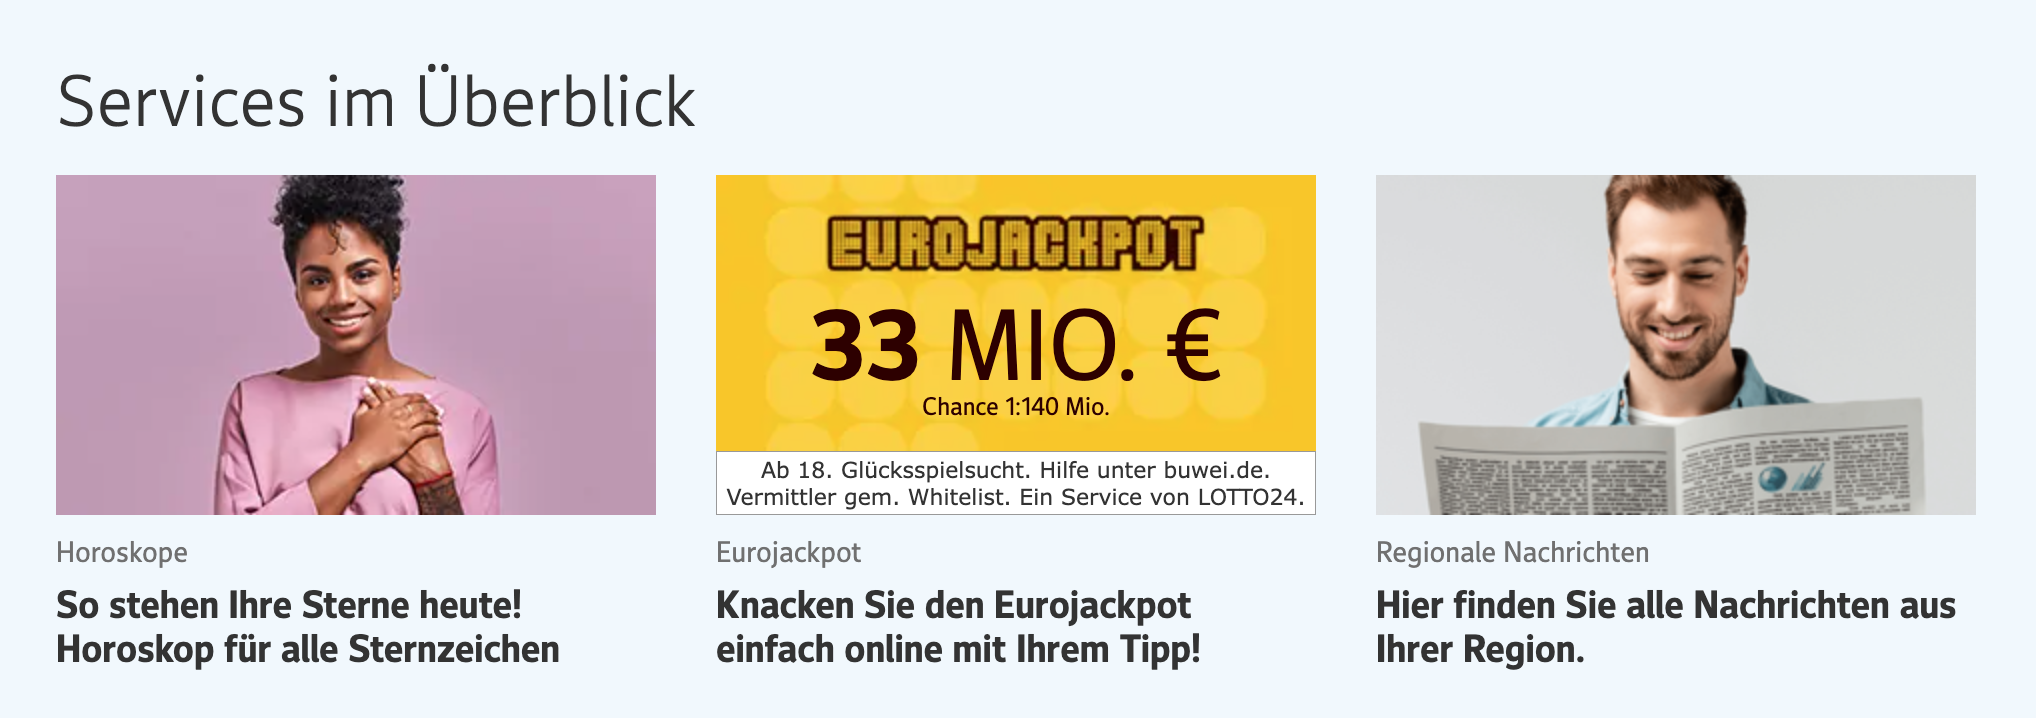 Services im Überblick
EUROJACKPOT
33 MIO. €
Chance 1:140 Mio.
Ab 18. Glücksspielsucht. Hilfe unter buwei.de.
Vermittler gem. Whitelist. Ein Service von LOTTO24.
Horoskope
So stehen Ihre Sterne heute!
Horoskop für alle Sternzeichen
Eurojackpot
Knacken Sie den Eurojackpot
einfach online mit Ihrem Tipp!
Regionale Nachrichten
Hier finden Sie alle Nachrichten aus
Ihrer Region.